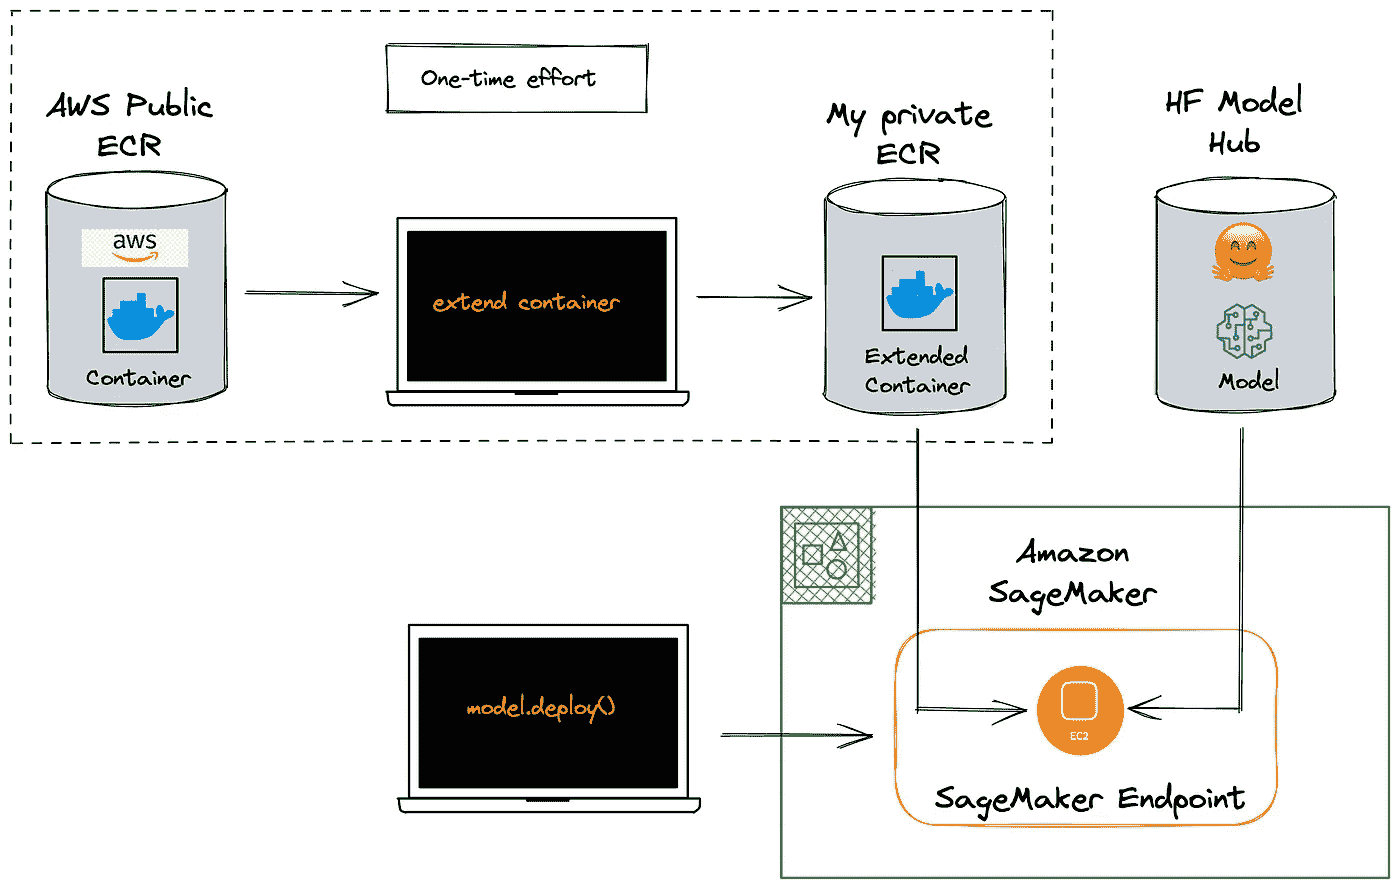 One-time effort
AWS Public
ECR
My private
ECR
HF Model
Hub
aws
Container
extend container
Extended
Container
Model
Amazon
SageMaker
model.deploy()
EC2
SageMaker Endpoint